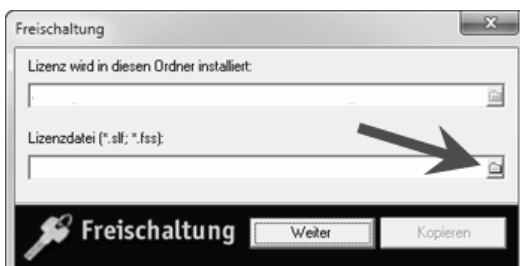 Freischaltung
Lizenz wird in diesen Ordner installiert:
Lizenzdatei (*.slf; *.fss):
Freischaltung
Weiter
Kopieren